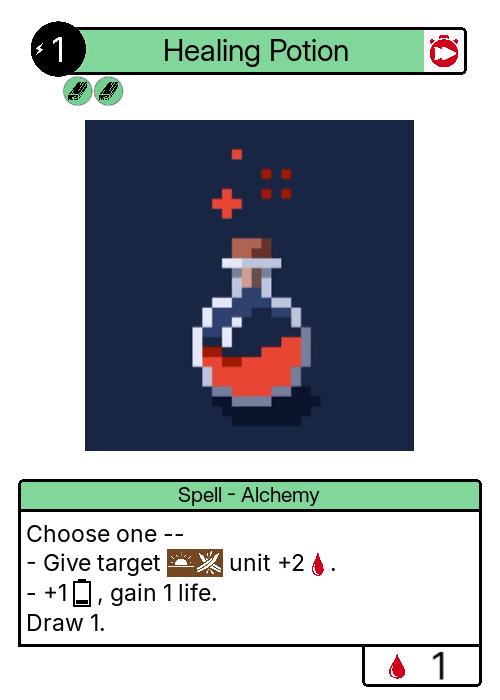 1
Healing Potion
Spell - Alchemy
Choose one --
- Give target unit +2 .
- +1 , gain 1 life.
Draw 1.
1